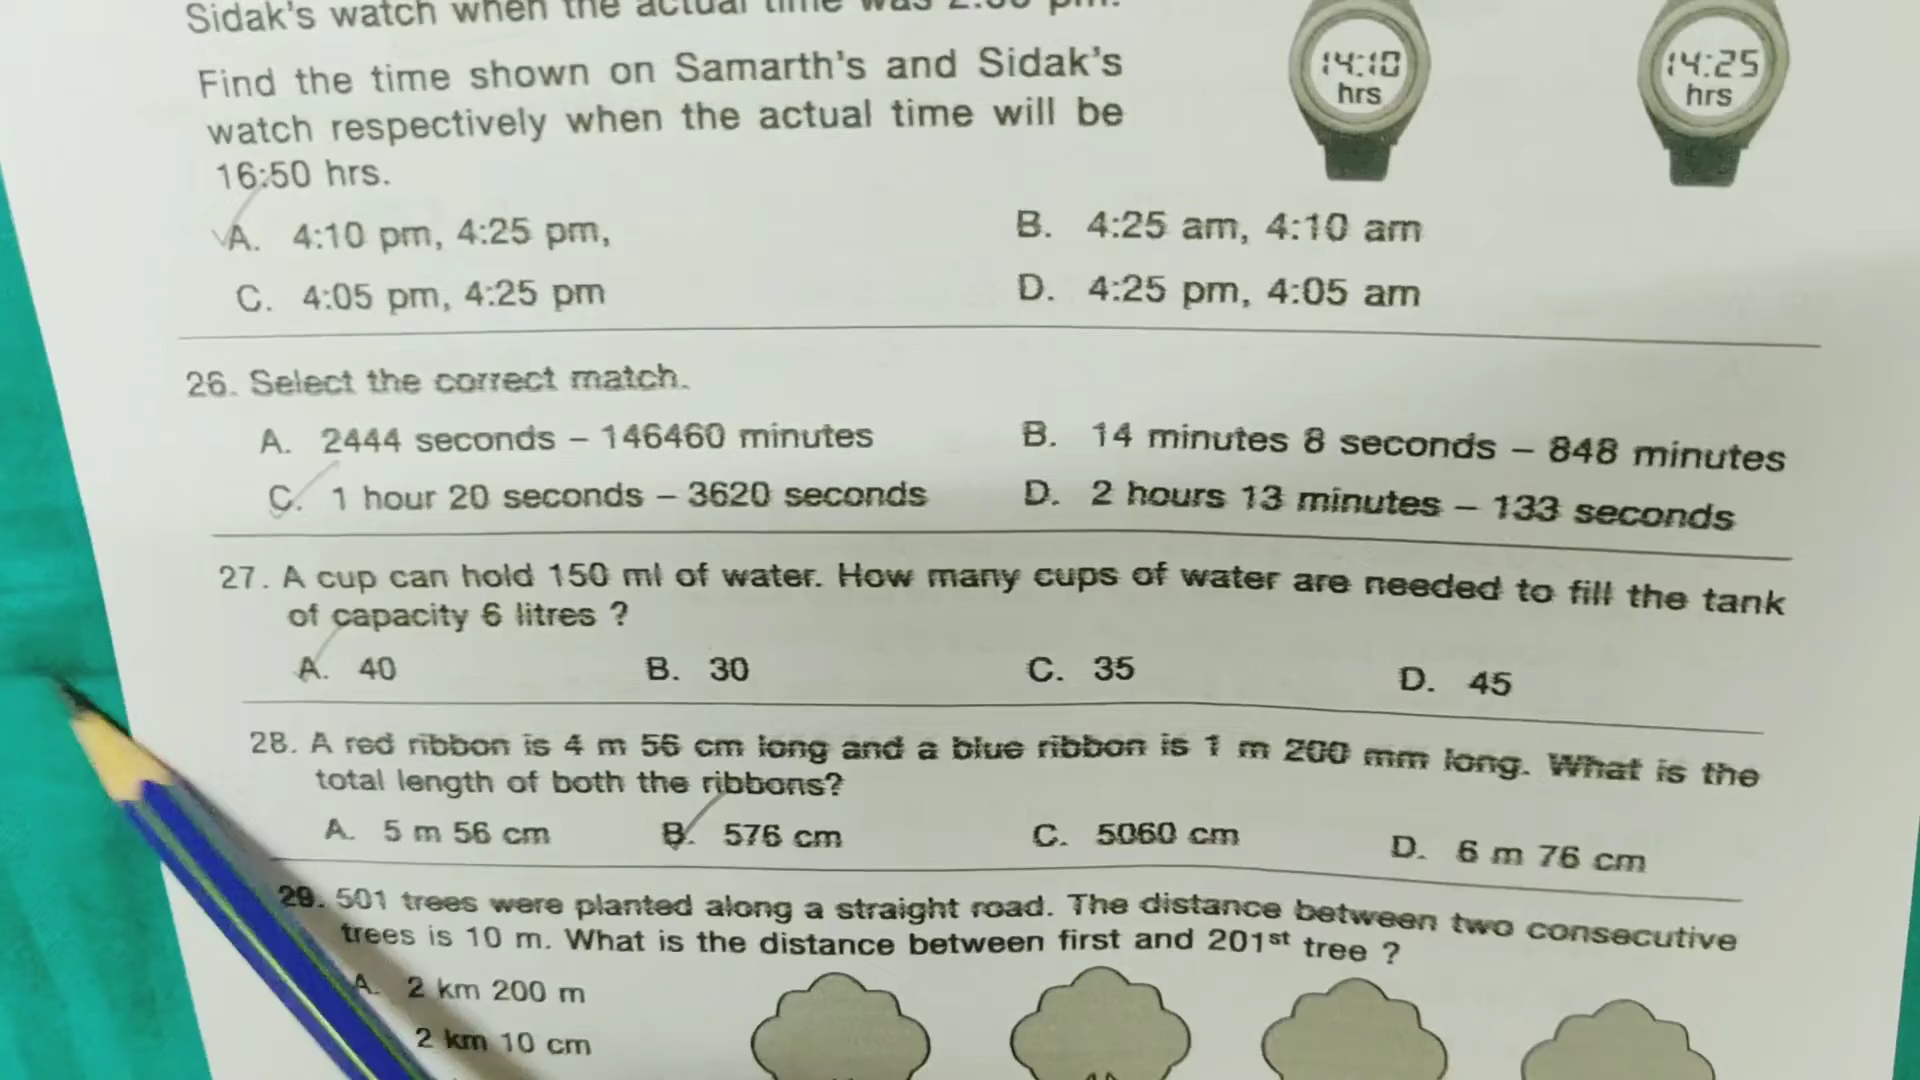 Sidak's watch when the actual time was
Find the time shown on Samarth's and Sidak's
watch respectively when the actual time will be
16:50 hrs.
14:10
hrs
14:25
hrs
A. 4:10 pm, 4:25 pm,
B. 4:25 am, 4:10 am
C. 4:05 pm, 4:25 pm
D. 4:25 pm, 4:05 am
26. Select the correct match.
A. 2444 seconds – 146460 minutes
B. 14 minutes 8 seconds – 848 minutes
C. 1 hour 20 seconds – 3620 seconds
D. 2 hours 13 minutes – 133 seconds
27. A cup can hold 150 ml of water. How many cups of water are needed to fill the tank
of capacity 6 litres ?
A. 40
B. 30
C. 35
D. 45
28. A red ribbon is 4 m 56 cm long and a blue ribbon is 1 m 200 mm long. What is the
total length of both the ribbons?
A. 5 m 56 cm
B. 576 cm
C. 5060 cm
D. 6 m 76 cm
29. 501 trees were planted along a straight road. The distance between two consecutive
trees is 10 m. What is the distance between first and 201st tree ?
A. 2 km 200 m
2 km 10 cm